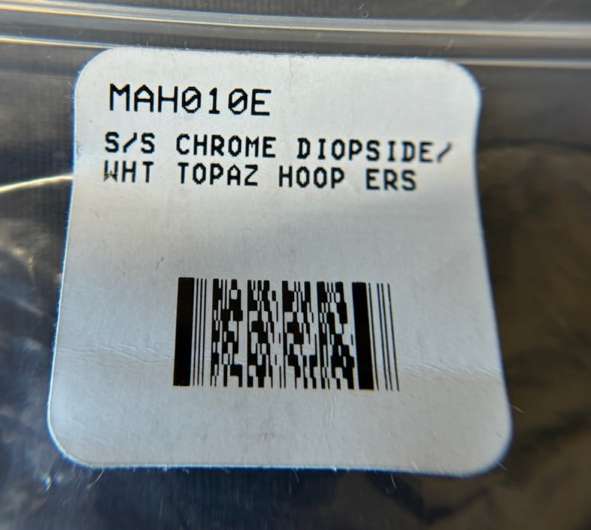 MAH010E
S/S CHROME DIOPSIDE/
WHT TOPAZ HOOP ERS